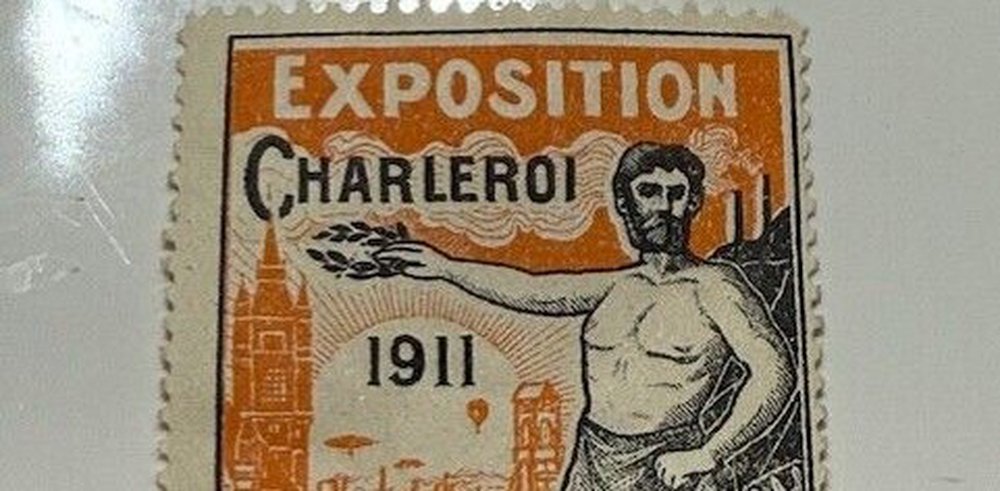 EXPOSITION
CHARLEROI
1911